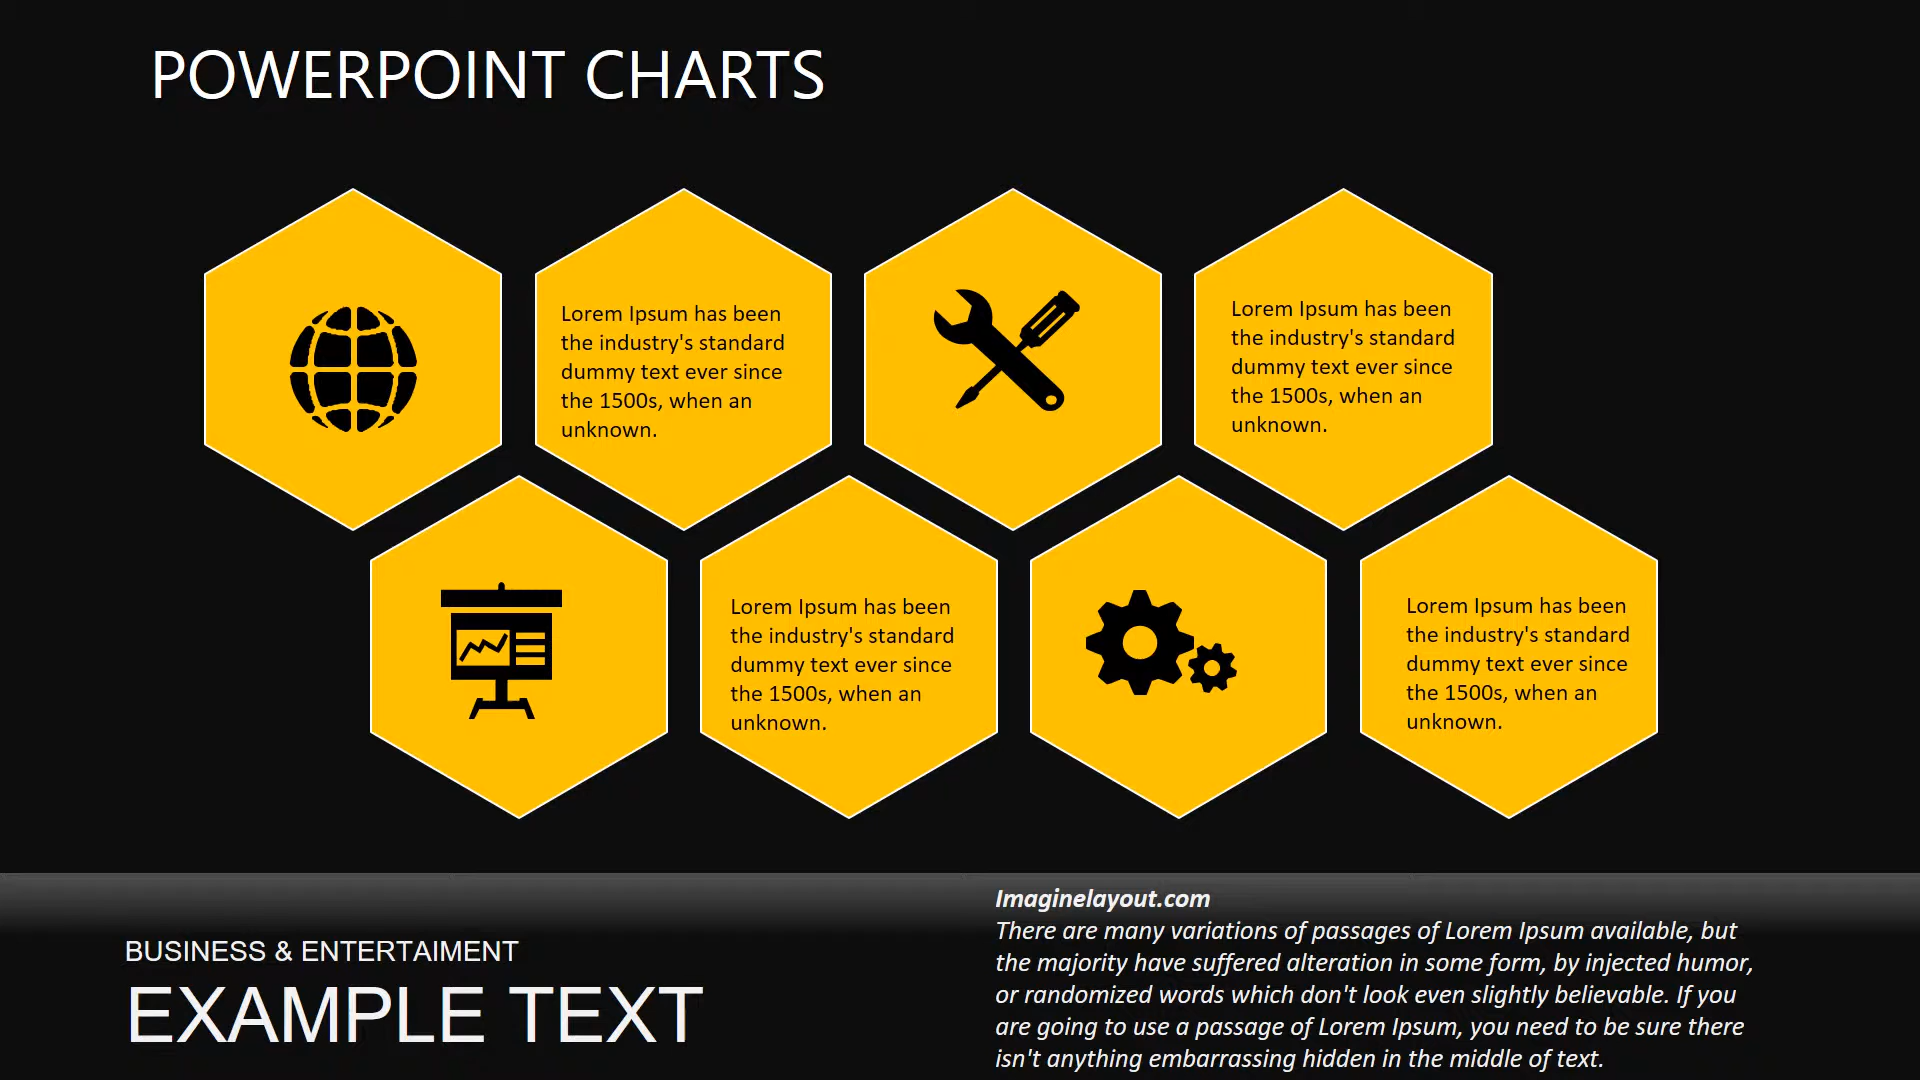 POWERPOINT CHARTS
Lorem Ipsum has been
the industry's standard
dummy text ever since
the 1500s, when an
unknown.
Lorem Ipsum has been
the industry's standard
dummy text ever since
the 1500s, when an
unknown.
Lorem Ipsum has been
the industry's standard
dummy text ever since
the 1500s, when an
unknown.
Lorem Ipsum has been
the industry's standard
dummy text ever since
the 1500s, when an
unknown.
BUSINESS & ENTERTAIMENT
EXAMPLE TEXT
Imaginelayout.com
There are many variations of passages of Lorem Ipsum available, but
the majority have suffered alteration in some form, by injected humor,
or randomized words which don't look even slightly believable. If you
are going to use a passage of Lorem Ipsum, you need to be sure there
isn't anything embarrassing hidden in the middle of text.